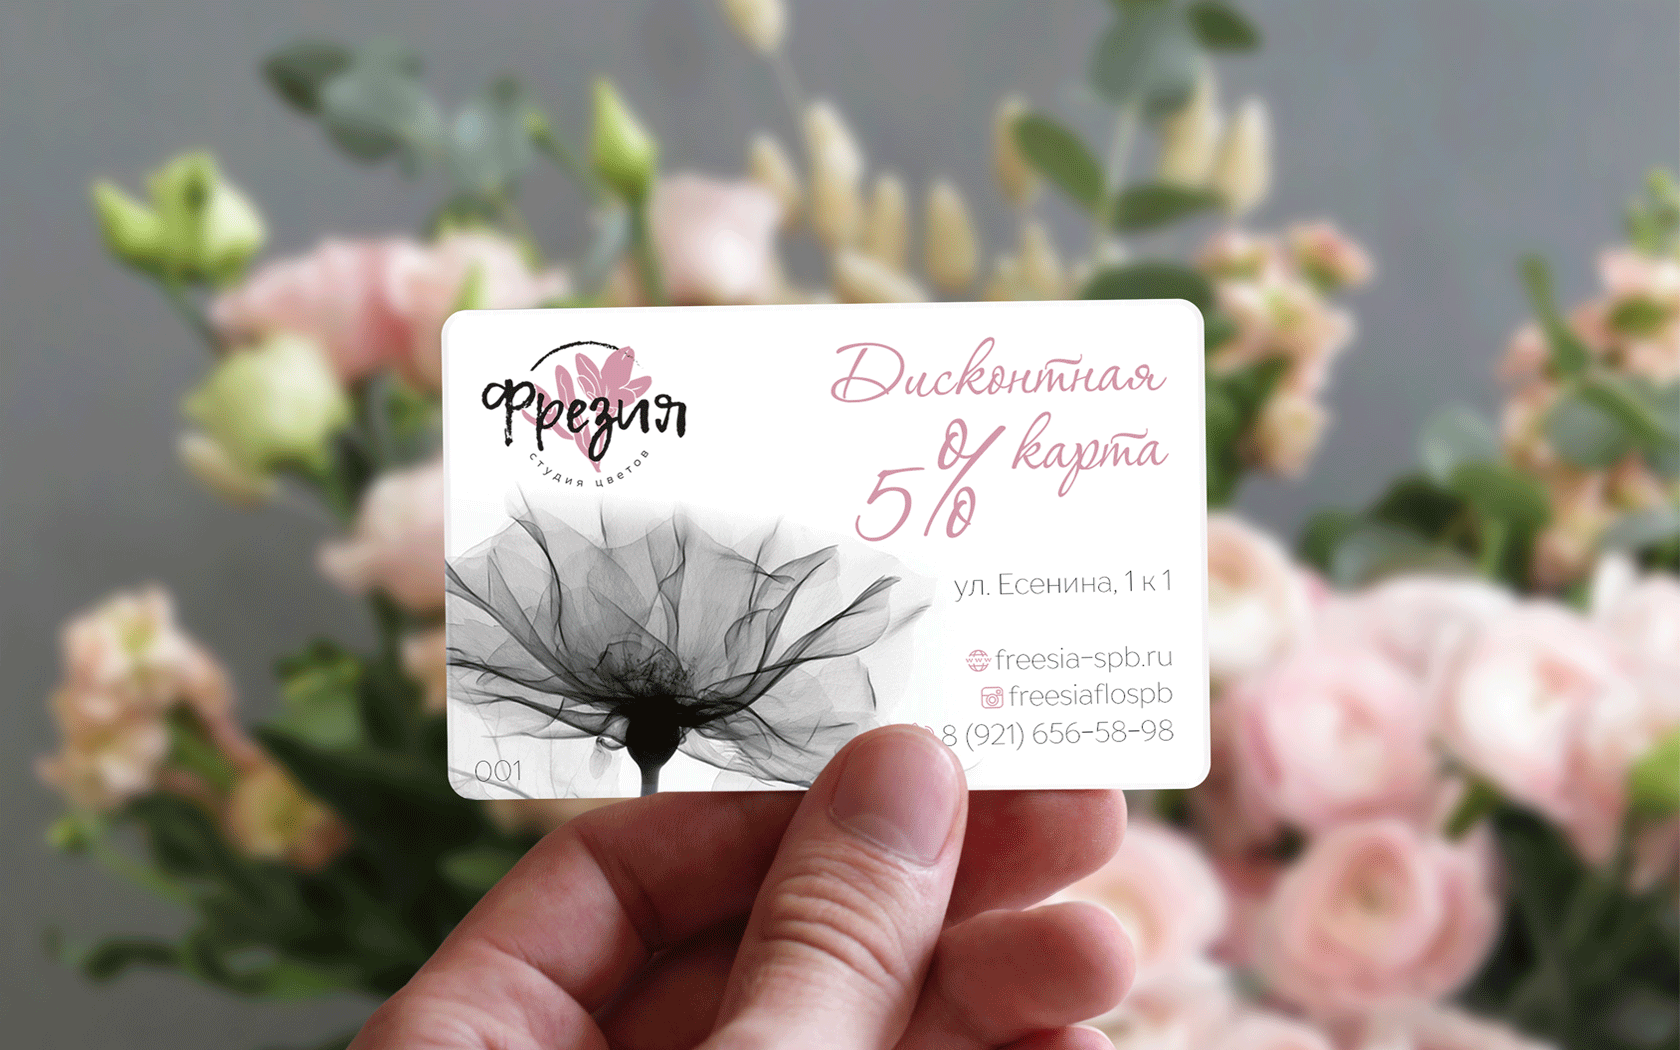 Фрезия
студия цветов
Дисконтная
карта
5%
ул. Есенина, 1 к 1
www
freesia-spb.ru
freesiaflospb
8 (921) 656-58-98
001